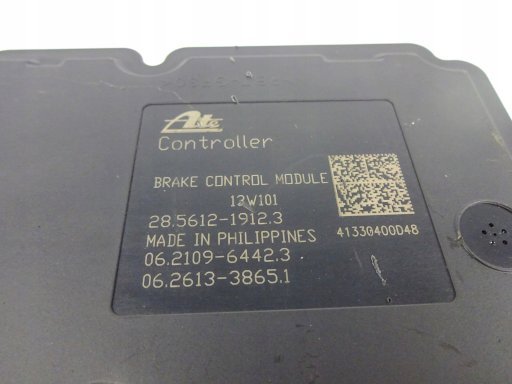 Ate
Controller
BRAKE CONTROL MODULE
12W101
28.5612-1912.3
MADE IN PHILIPPINES
41330400D48
06.2109-6442.3
06.2613-3865.1